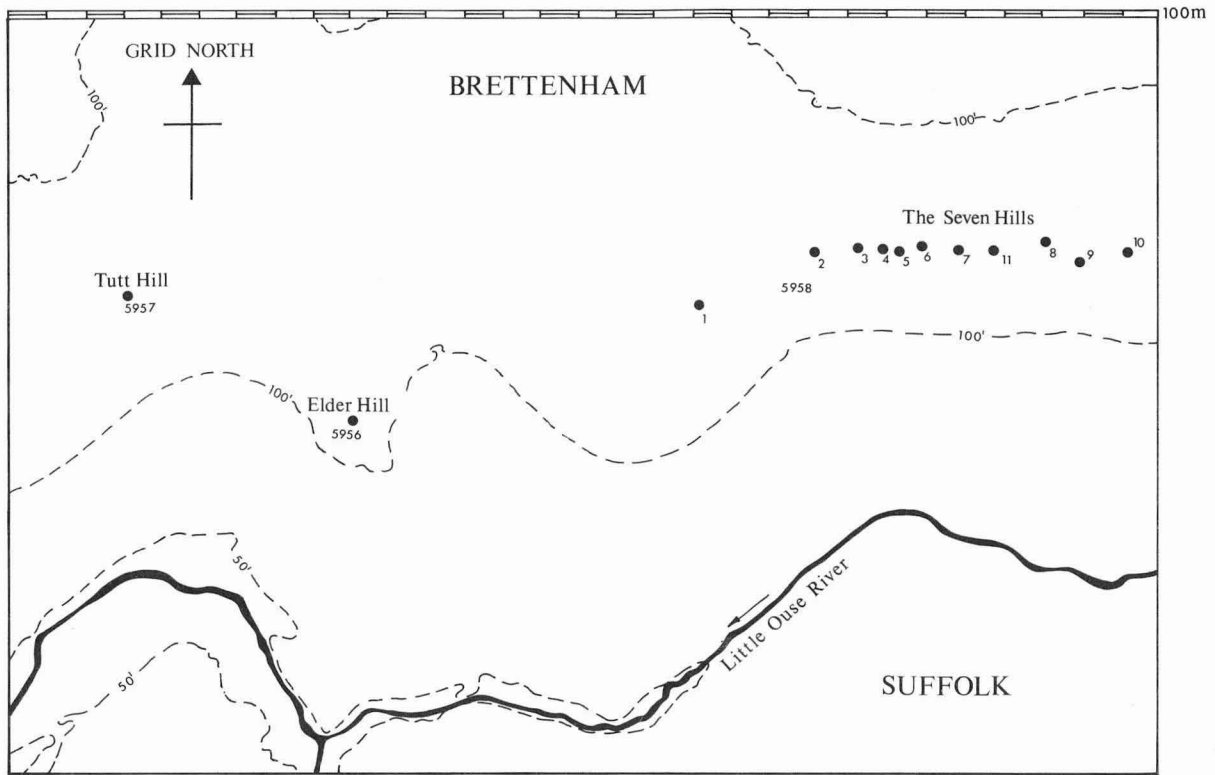 100m
GRID NORTH
BRETTENHAM
100'
100'
The Seven Hills
2
3
4
5
6
7
11
8
9
10
Tutt Hill
5957
5958
1
100'
100'
Elder Hill
5956
50'
Little Ouse River
50'
SUFFOLK